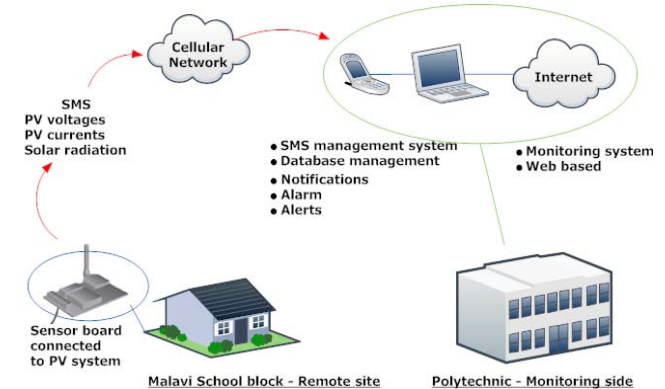 Cellular
Network
Internet
SMS
PV voltages
PV currents
Solar radiation
• SMS management system
• Database management
• Notifications
• Alarm
• Alerts
• Monitoring system
• Web based
Sensor board
connected
to PV system
Malavi School block - Remote site
Polytechnic - Monitoring side